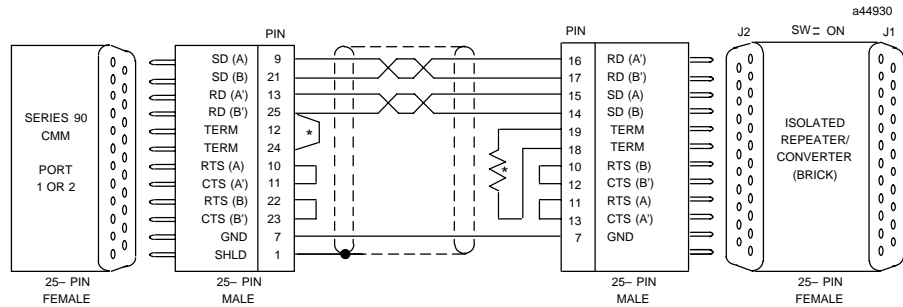 a44930
PIN
PIN
J2
SW = ON
J1
SERIES 90
CMM
PORT
1 OR 2
SD (A) 9
SD (B) 21
RD (A') 13
RD (B') 25
TERM 12
TERM 24
RTS (A) 10
CTS (A') 11
RTS (B) 22
CTS (B') 23
GND 7
SHLD 1
*
*
16 RD (A')
17 RD (B')
15 SD (A)
14 SD (B)
19 TERM
18 TERM
10 RTS (B)
12 CTS (B')
11 RTS (A)
13 CTS (A')
7 GND
ISOLATED
REPEATER/
CONVERTER
(BRICK)
25– PIN
FEMALE
25– PIN
MALE
25– PIN
MALE
25– PIN
FEMALE